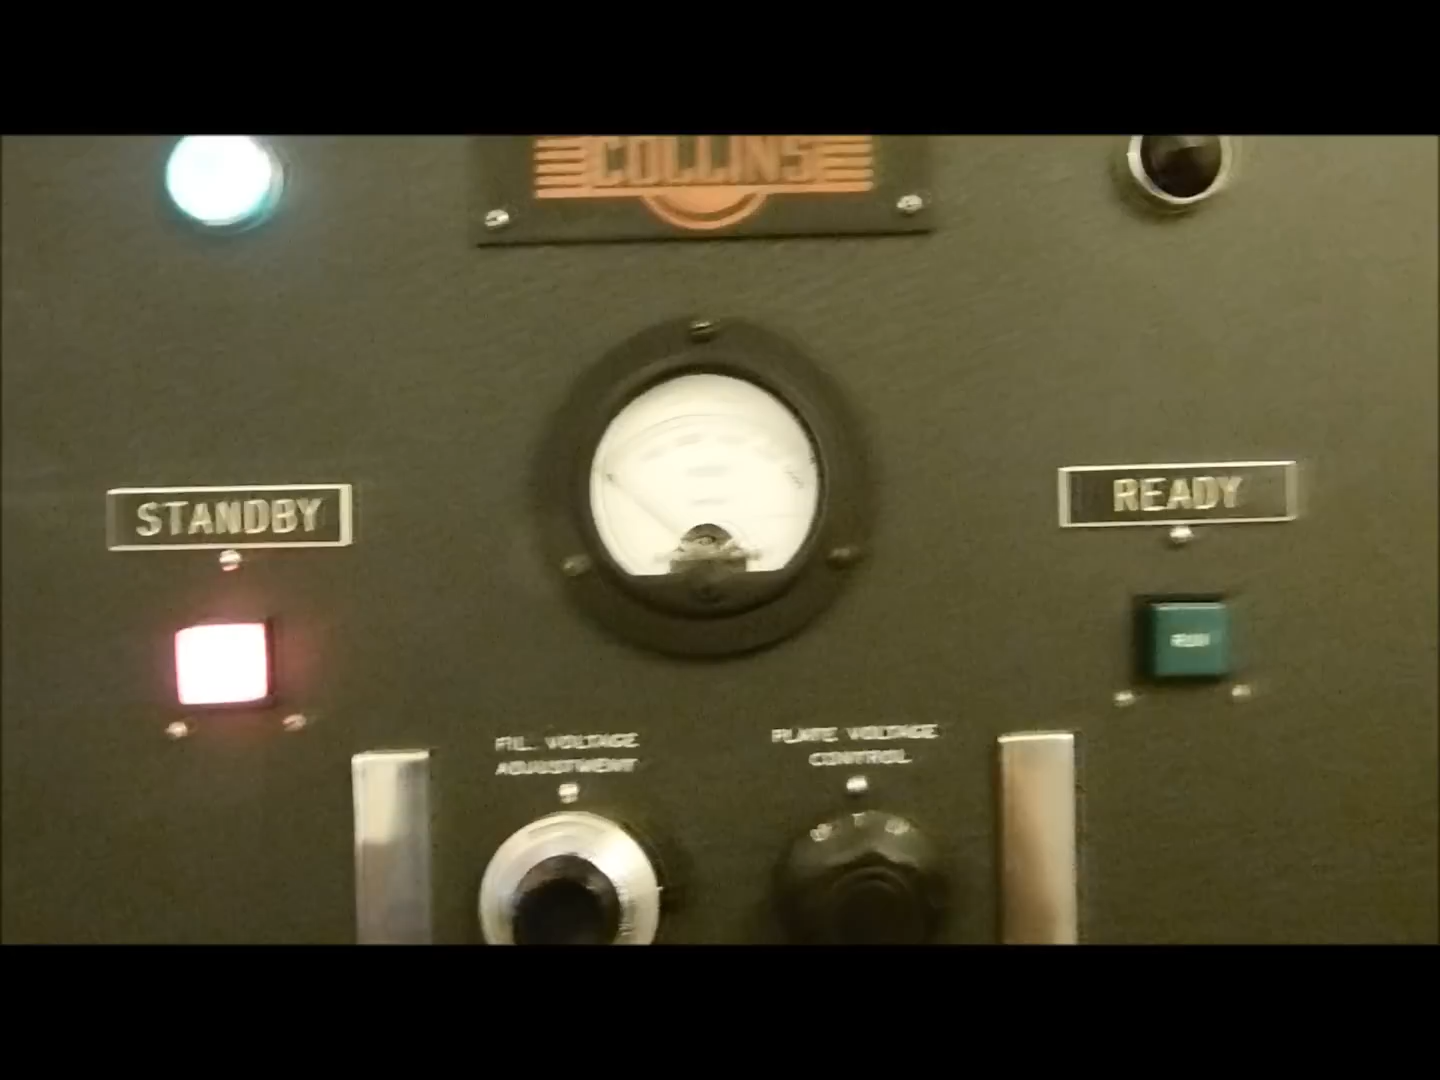 COLLINS
STANDBY
READY
RUN
FIL. VOLTAGE
ADJUSTMENT
PLATE VOLTAGE
CONTROL